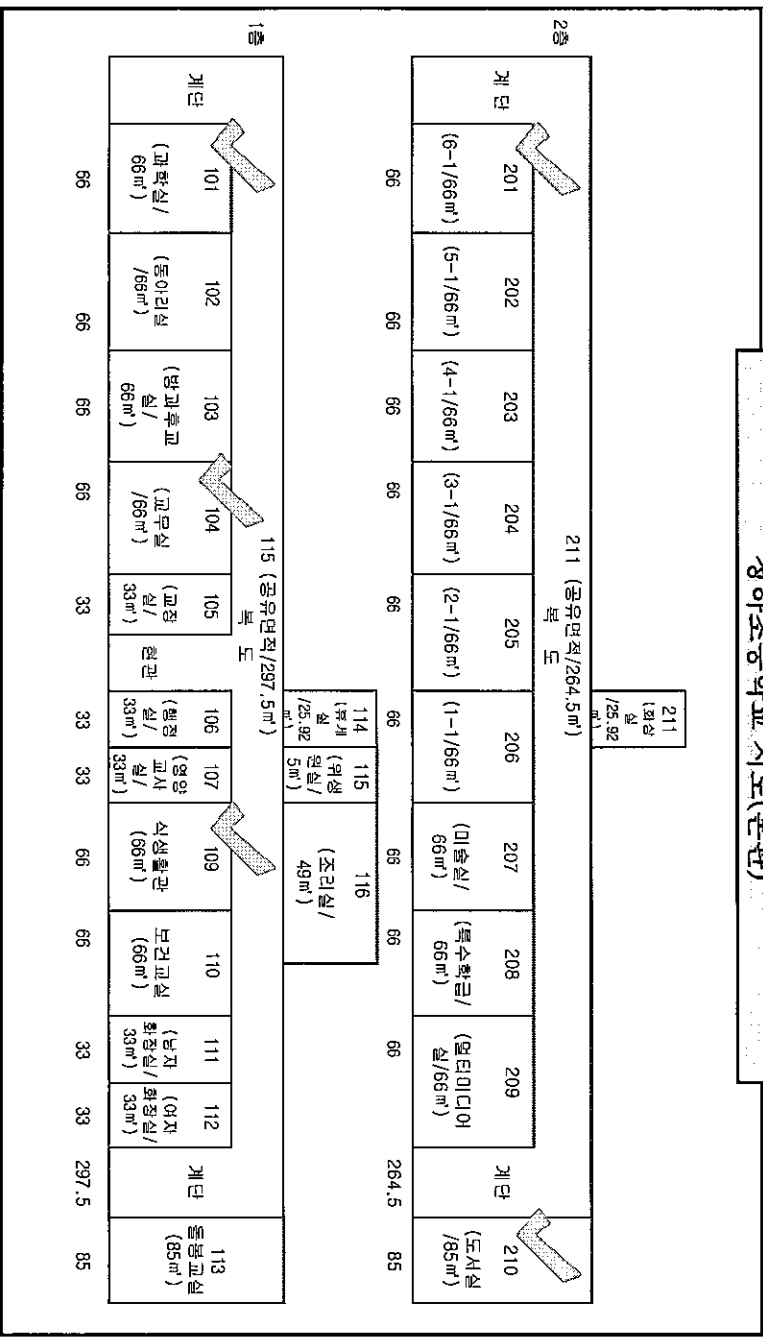 2층
211
(화상
실
/25.92
㎡)
211 (공유면적/264.5㎡)
복 도
계 단
201
(6-1/66㎡)
202
(5-1/66㎡)
203
(4-1/66㎡)
204
(3-1/66㎡)
205
(2-1/66㎡)
206
(1-1/66㎡)
207
(미술실/
66㎡)
208
(특수학급/
66㎡)
209
(멀티미디어
실/66㎡)
계단
210
(도서실
/85㎡)
66 66 66 66 66 66 66 66 66 264.5 85
1층
114
(휴게
실
/25.92
㎡)
115
(위생
원실/
5㎡)
116
(조리실/
49㎡)
115 (공유면적/297.5㎡)
복 도
계단
101
(과학실/
66㎡)
102
(동아리실
/66㎡)
103
(방과후교
실/
66㎡)
104
(교무실
/66㎡)
105
(교장
실/
33㎡)
현관
106
(행정
실/
33㎡)
107
(영양
교사
실/
33㎡)
109
식생활관
(66㎡)
110
보건교실
(66㎡)
111
(남자
화장실/
33㎡)
112
(여자
화장실/
33㎡)
계단
113
돌봄교실
(85㎡)
66 66 66 66 33 33 33 66 66 33 33 297.5 85